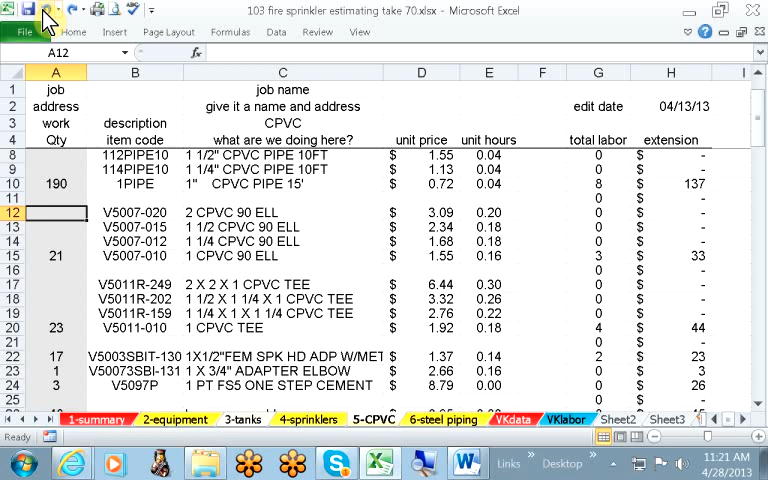 103 fire sprinkler estimating take 70.xlsx - Microsoft Excel
File Home Insert Page Layout Formulas Data Review View
A12 fx
A B C D E F G H I
1 job job name
2 address give it a name and address edit date 04/13/13
3 work description CPVC
4 Qty item code what are we doing here? unit price unit hours total labor extension
8 112PIPE10 1 1/2" CPVC PIPE 10FT $ 1.55 0.04 0 $ -
9 114PIPE10 1 1/4" CPVC PIPE 10FT $ 1.13 0.04 0 $ -
10 190 1PIPE 1" CPVC PIPE 15' $ 0.72 0.04 8 $ 137
11 0 $ -
12 V5007-020 2 CPVC 90 ELL $ 3.09 0.20 0 $ -
13 V5007-015 1 1/2 CPVC 90 ELL $ 2.34 0.18 0 $ -
14 V5007-012 1 1/4 CPVC 90 ELL $ 1.68 0.18 0 $ -
15 21 V5007-010 1 CPVC 90 ELL $ 1.55 0.16 3 $ 33
16 0 $ -
17 V5011R-249 2 X 2 X 1 CPVC TEE $ 6.44 0.30 0 $ -
18 V5011R-202 1 1/2 X 1 1/4 X 1 CPVC TEE $ 3.32 0.26 0 $ -
19 V5011R-159 1 1/4 X 1 X 1 1/4 CPVC TEE $ 2.76 0.22 0 $ -
20 23 V5011-010 1 CPVC TEE $ 1.92 0.18 4 $ 44
21 0 $ -
22 17 V5003SBIT-130 1X1/2"FEM SPK HD ADP W/MET $ 1.37 0.14 2 $ 23
23 1 V50073SBI-131 1 X 3/4" ADAPTER ELBOW $ 2.66 0.16 0 $ 3
24 3 V5097P 1 PT FS5 ONE STEP CEMENT $ 8.79 0.00 0 $ 26
1-summary 2-equipment 3-tanks 4-sprinklers 5-CPVC 6-steel piping VKdata VKlabor Sheet2 Sheet3
Ready
Links Desktop 11:21 AM
4/28/2013